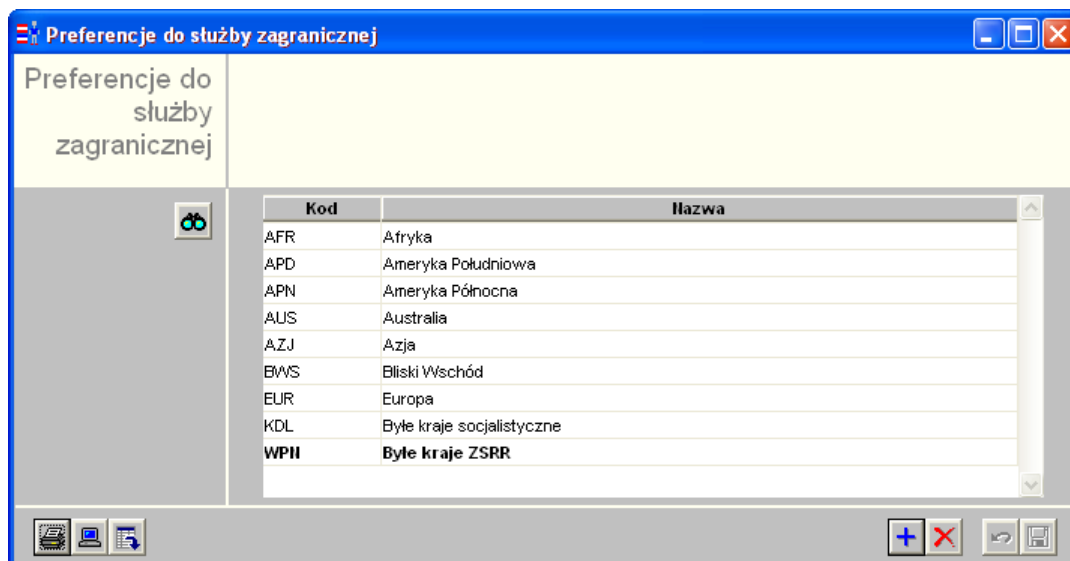 Preferencje do służby zagranicznej
Preferencje do
służby
zagranicznej
Kod Nazwa
AFR Afryka
APD Ameryka Południowa
APN Ameryka Północna
AUS Australia
AZJ Azja
BWS Bliski Wschód
EUR Europa
KDL Byłe kraje socjalistyczne
WPN Byłe kraje ZSRR